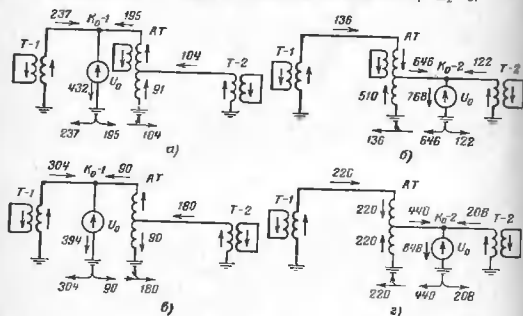 237 K₀-1 195 AT
T-1 104 T-2
432 U₀ 91
237 195 104
а)
136 AT
T-1 646 K₀-2 122 T-2
510 768 U₀
136 646 122
б)
304 K₀-1 90 AT
T-1 180 T-2
394 U₀ 90
304 90 180
в)
220 AT
T-1 220 440 K₀-2 208 T-2
220 648 U₀
220 440 208
г)